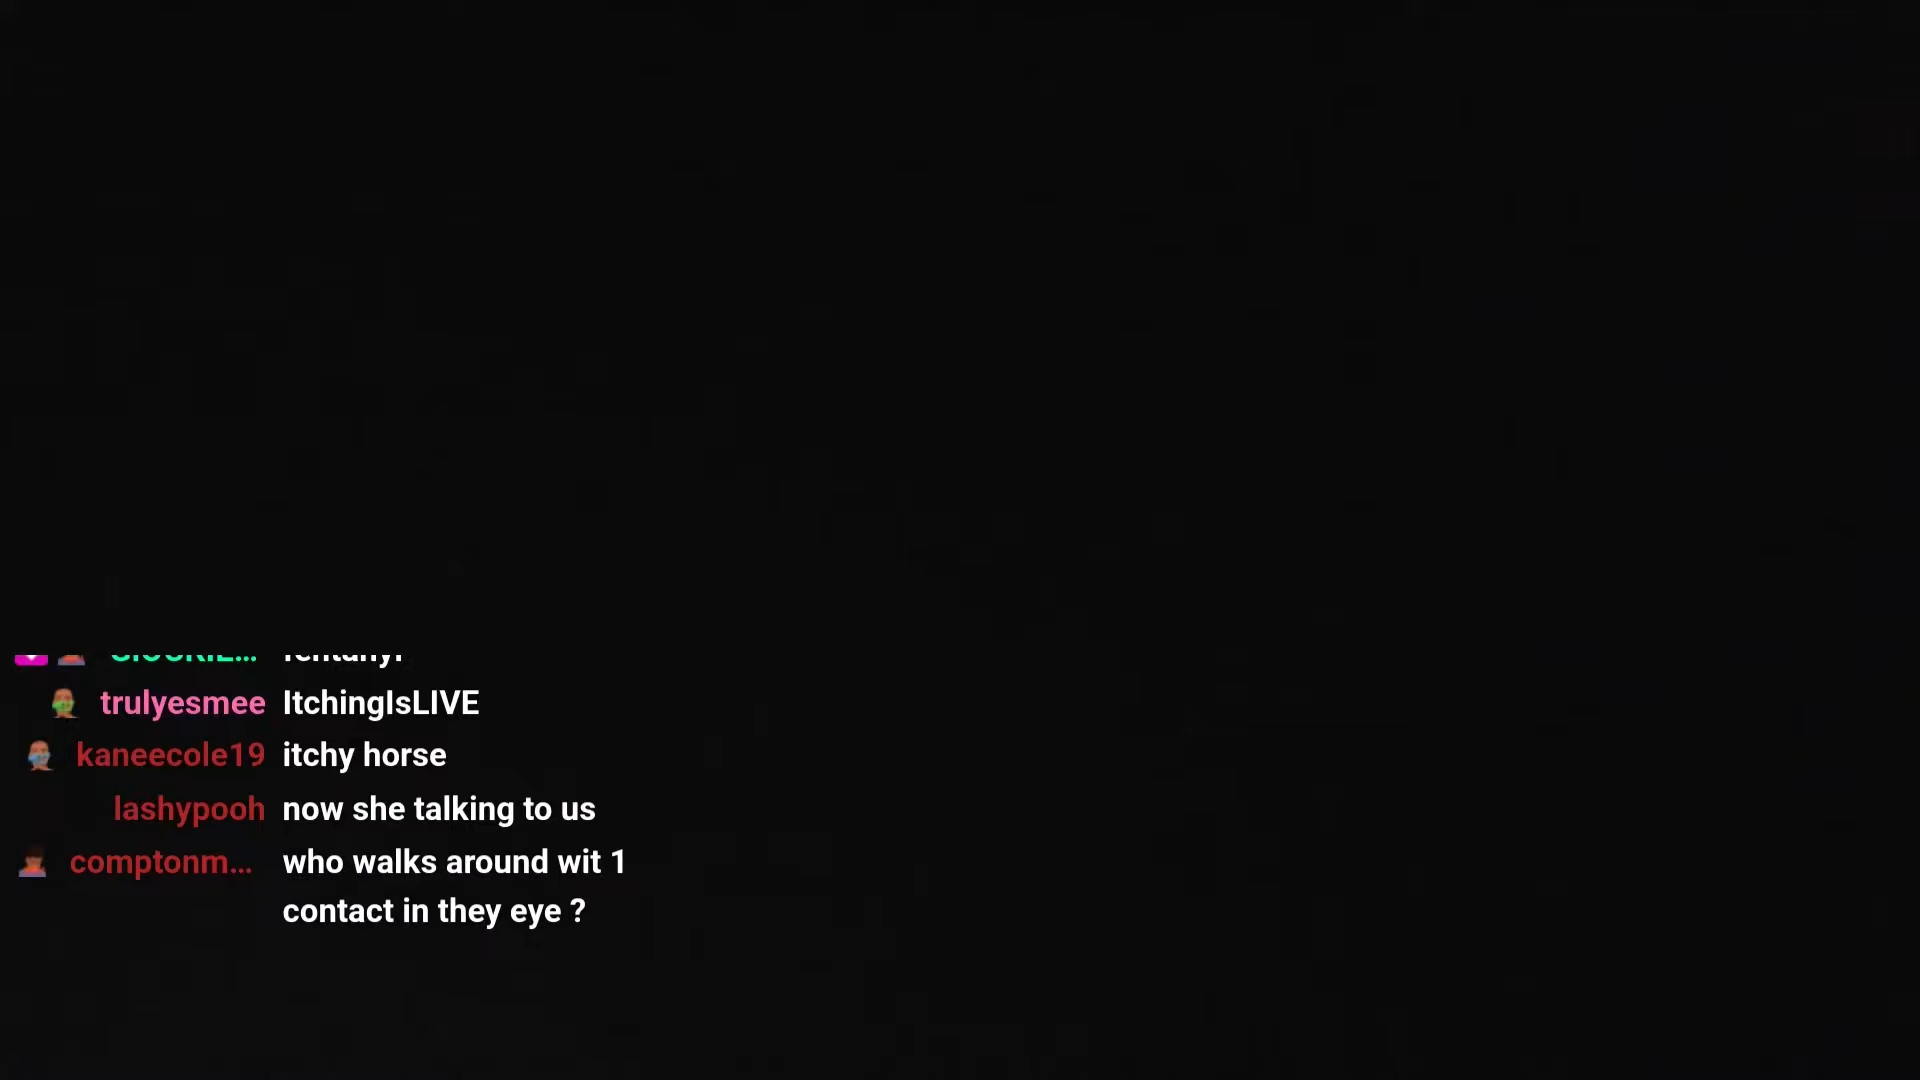 trulyesmee ItchingIsLIVE
kaneecole19 itchy horse
lashypooh now she talking to us
comptonm... who walks around wit 1
contact in they eye ?